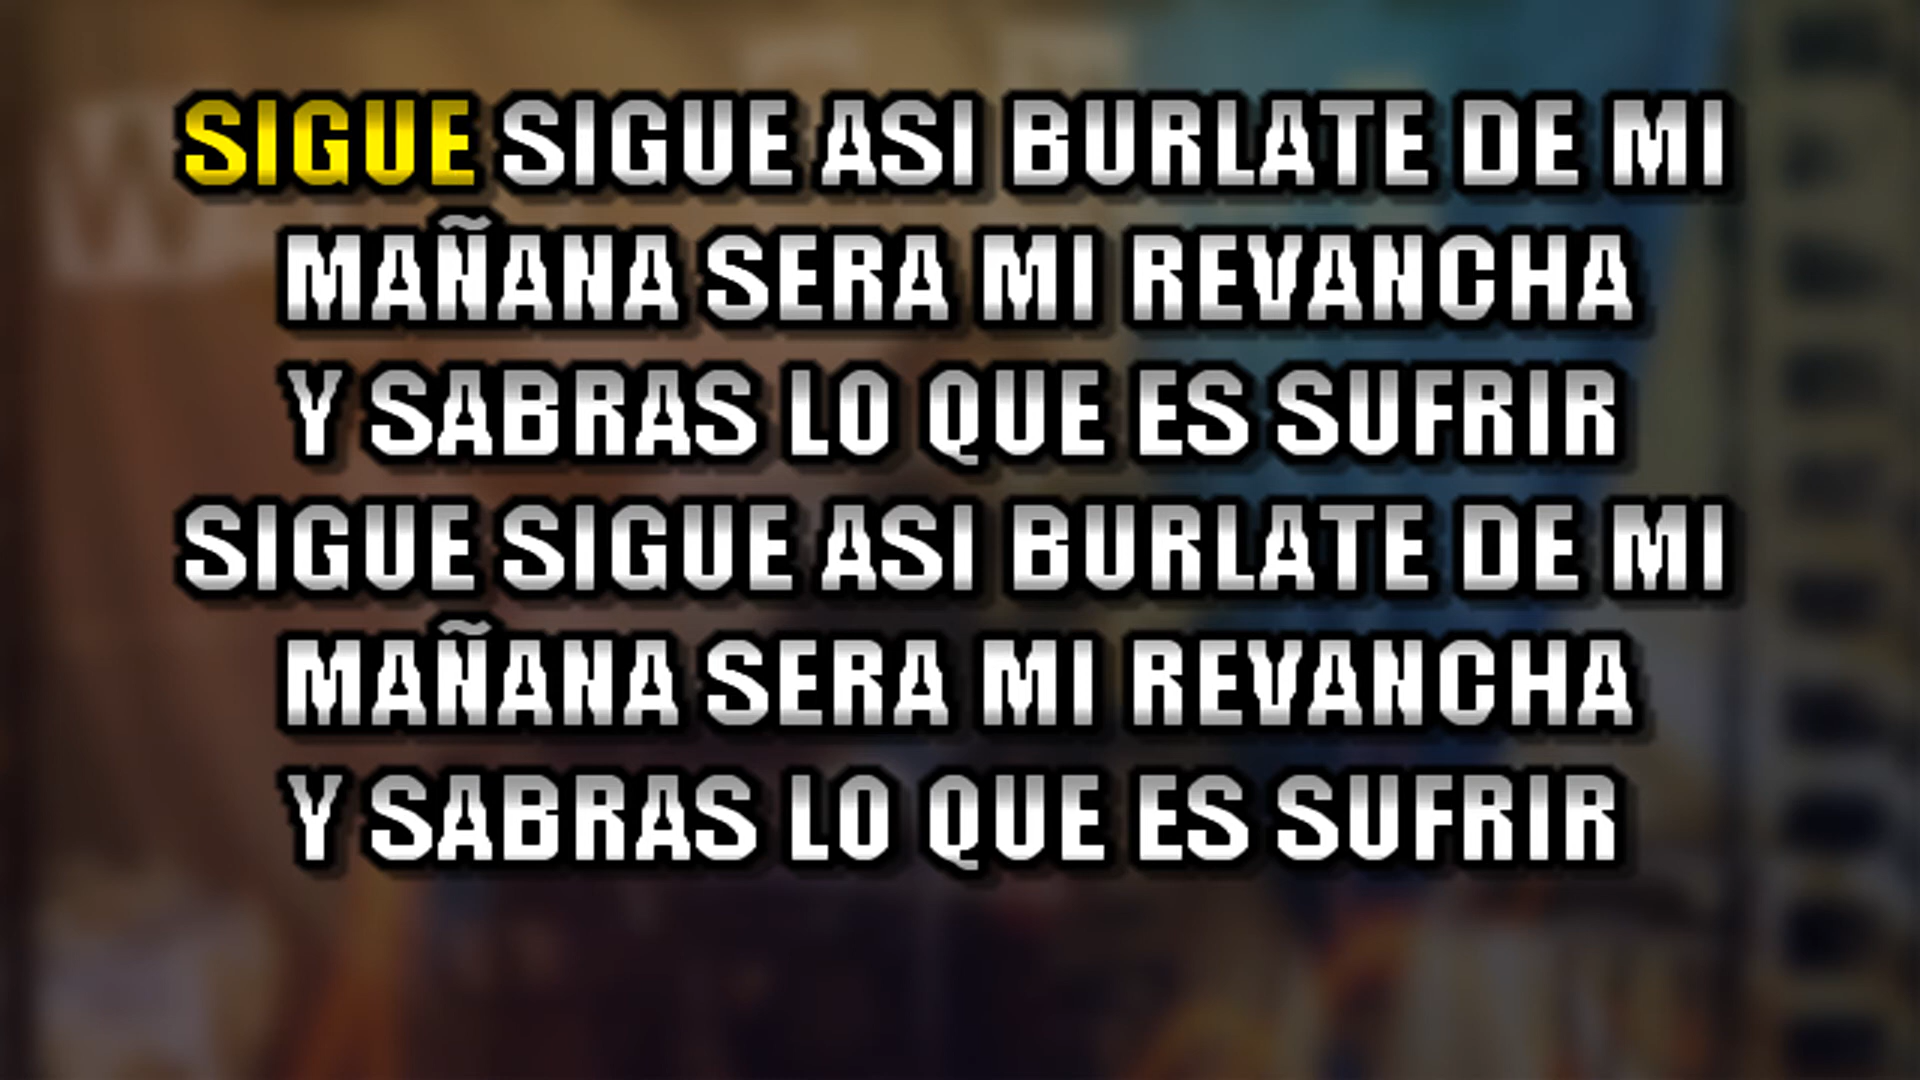 SIGUE SIGUE ASI BURLATE DE MI
MAÑANA SERA MI REVANCHA
Y SABRAS LO QUE ES SUFRIR
SIGUE SIGUE ASI BURLATE DE MI
MAÑANA SERA MI REVANCHA
Y SABRAS LO QUE ES SUFRIR